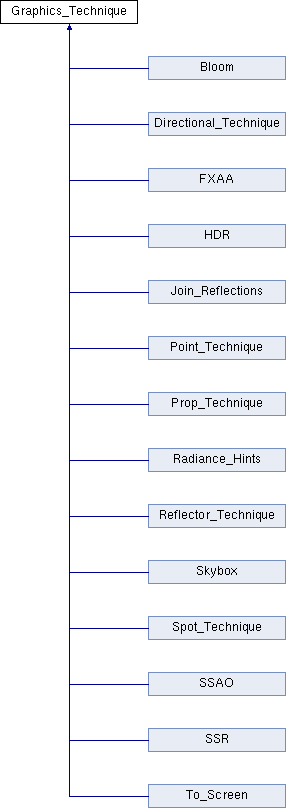 Graphics_Technique
Bloom
Directional_Technique
FXAA
HDR
Join_Reflections
Point_Technique
Prop_Technique
Radiance_Hints
Reflector_Technique
Skybox
Spot_Technique
SSAO
SSR
To_Screen